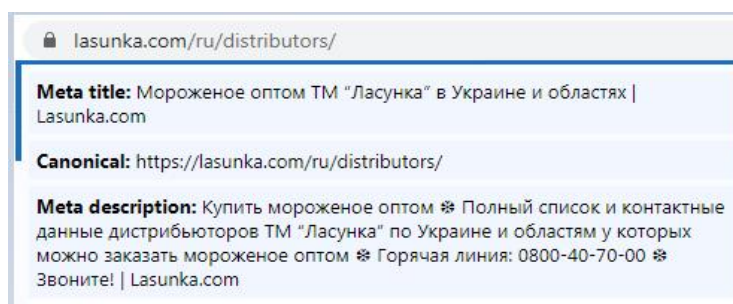 lasunka.com/ru/distributors/
Meta title: Мороженое оптом ТМ "Ласунка" в Украине и областях |
Lasunka.com
Canonical: https://lasunka.com/ru/distributors/
Meta description: Купить мороженое оптом ❄ Полный список и контактные
данные дистрибьюторов ТМ "Ласунка" по Украине и областям у которых
можно заказать мороженое оптом ❄ Горячая линия: 0800-40-70-00 ❄
Звоните! | Lasunka.com